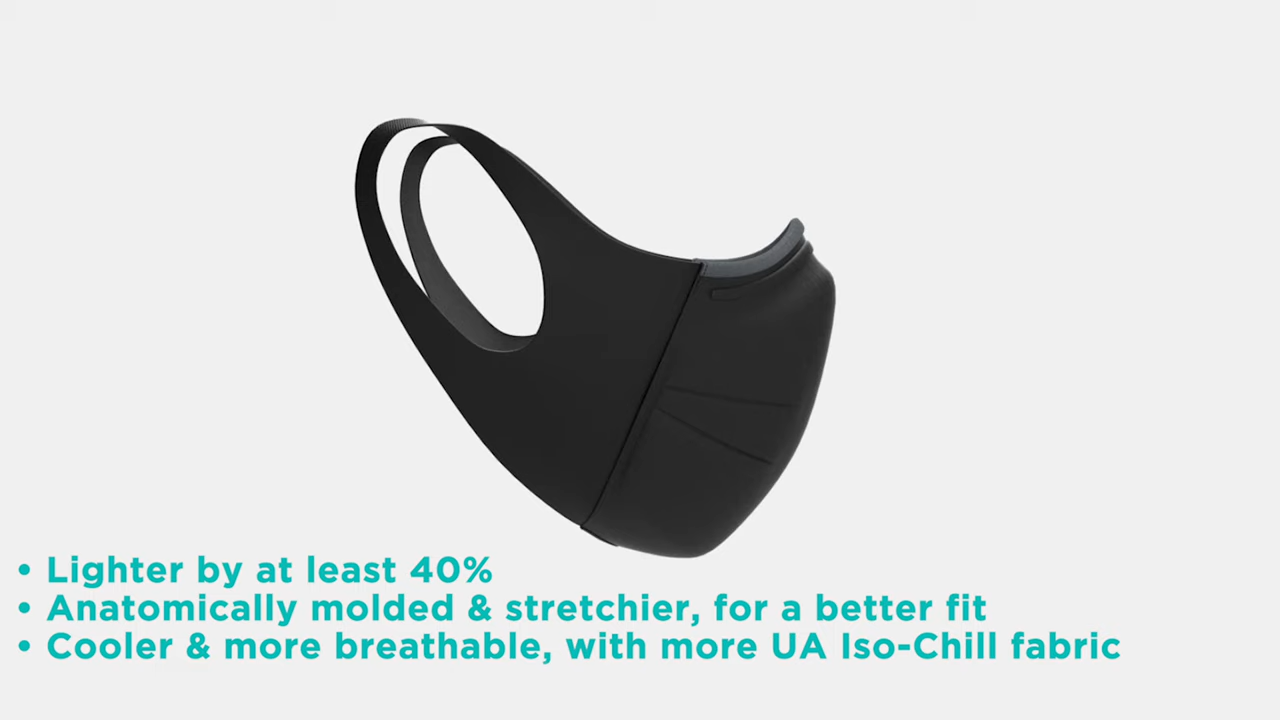 • Lighter by at least 40%
• Anatomically molded & stretchier, for a better fit
• Cooler & more breathable, with more UA Iso-Chill fabric